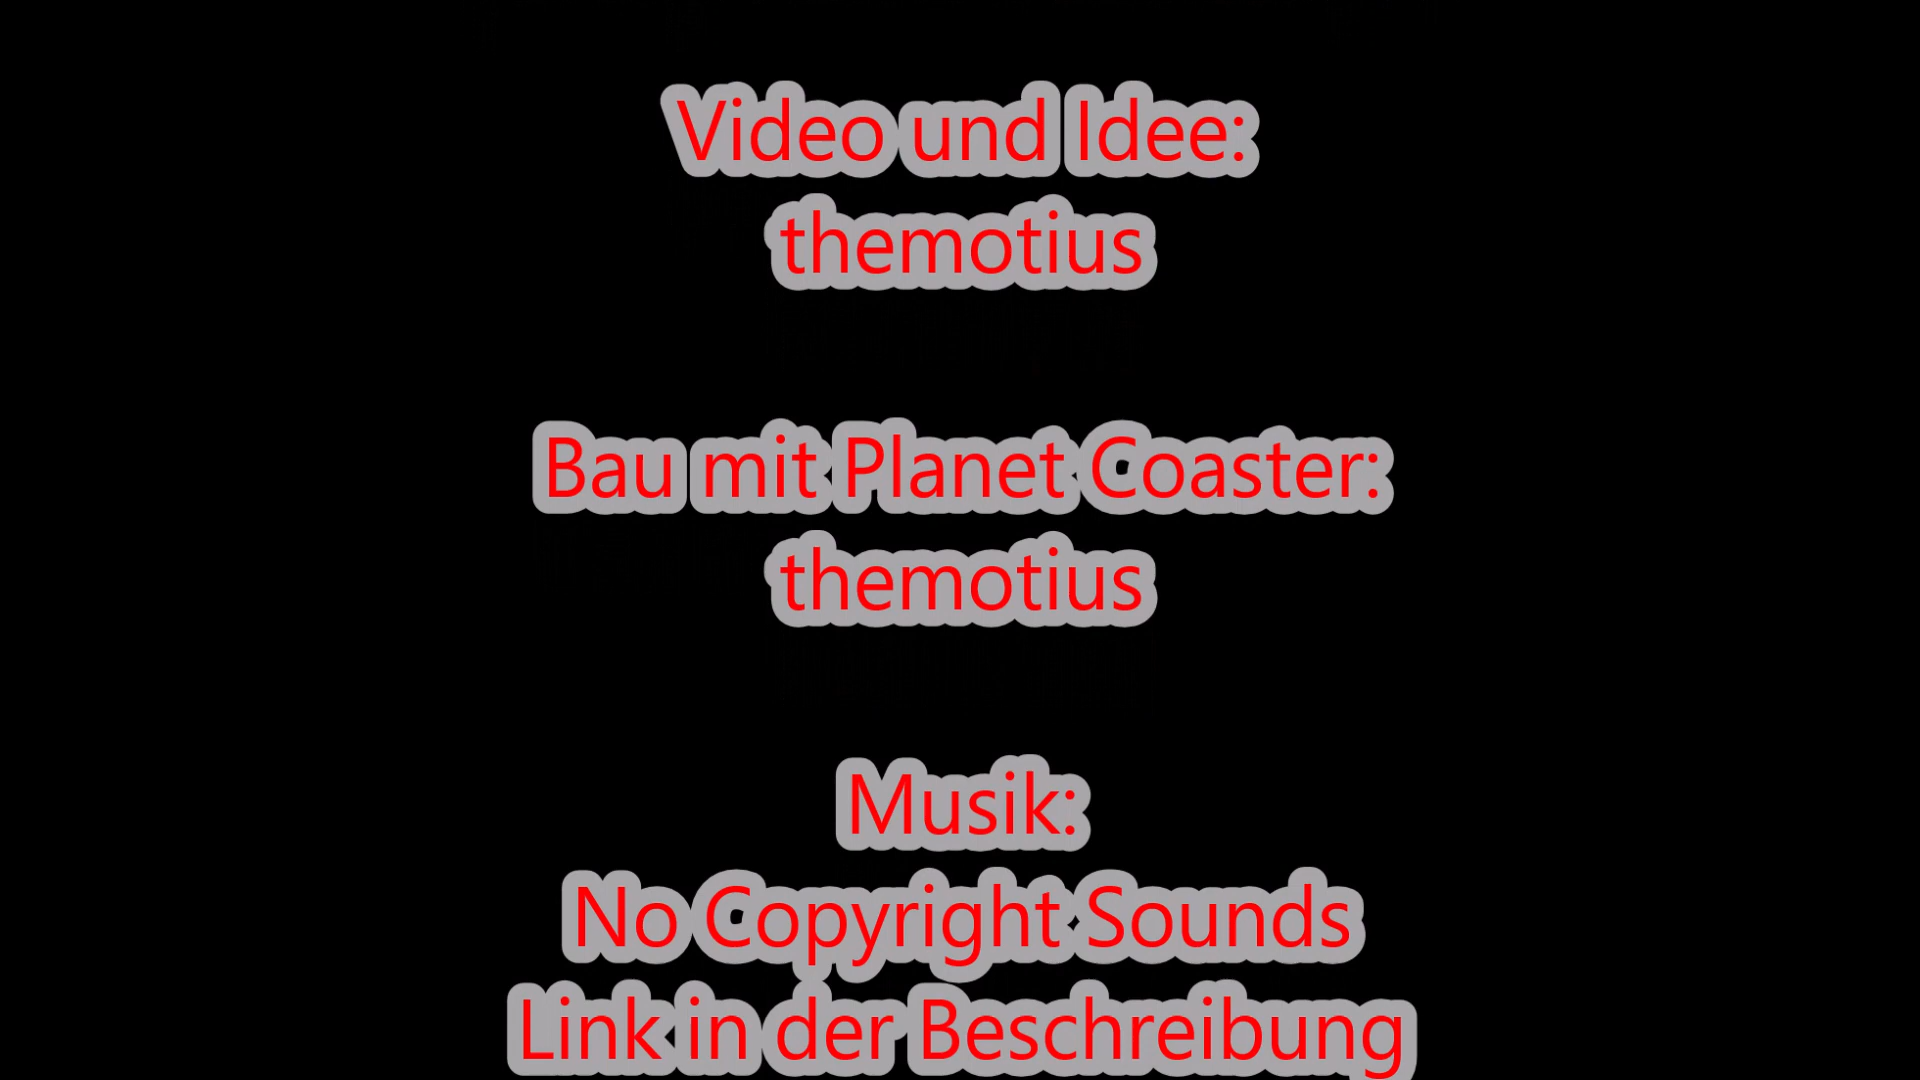 Video und Idee:
themotius
Bau mit Planet Coaster:
themotius
Musik:
No Copyright Sounds
Link in der Beschreibung